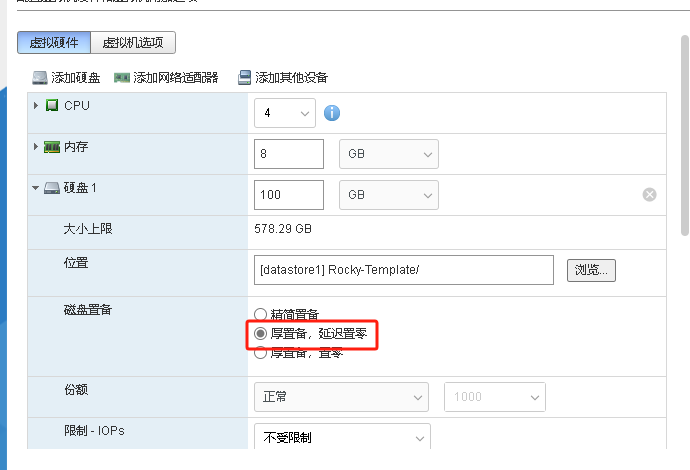 虚拟硬件 虚拟机选项
添加硬盘 添加网络适配器 添加其他设备
CPU 4
内存 8 GB
硬盘 1 100 GB
大小上限 578.29 GB
位置 [datastore1] Rocky-Template/ 浏览...
磁盘置备 精简置备
厚置备，延迟置零
厚置备，置零
份额 正常 1000
限制 - IOPs 不受限制